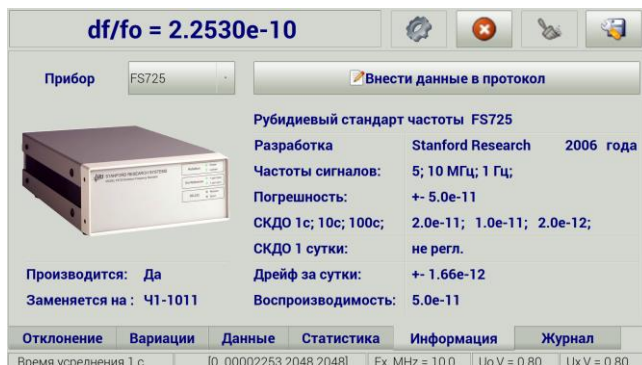 df/fo = 2.2530e-10
Прибор FS725 Внести данные в протокол
Рубидиевый стандарт частоты FS725
Разработка Stanford Research 2006 года
Частоты сигналов: 5; 10 МГц; 1 Гц;
Погрешность: +- 5.0e-11
СКДО 1с; 10с; 100с; 2.0e-11; 1.0e-11; 2.0e-12;
СКДО 1 сутки: не регл.
Производится: Да Дрейф за сутки: +- 1.66e-12
Заменяется на : Ч1-1011 Воспроизводимость: 5.0e-11
STANFORD RESEARCH SYSTEMS
Отклонение Вариации Данные Статистика Информация Журнал
Время усреднения 1 с [0 00002253 2048 2048] Fx, MHz = 10.0 Uo V = 0.80 Ux V = 0.80